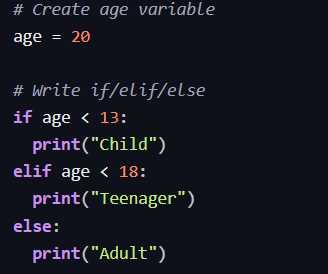 # Create age variable
age = 20

# Write if/elif/else
if age < 13:
  print("Child")
elif age < 18:
  print("Teenager")
else:
  print("Adult")